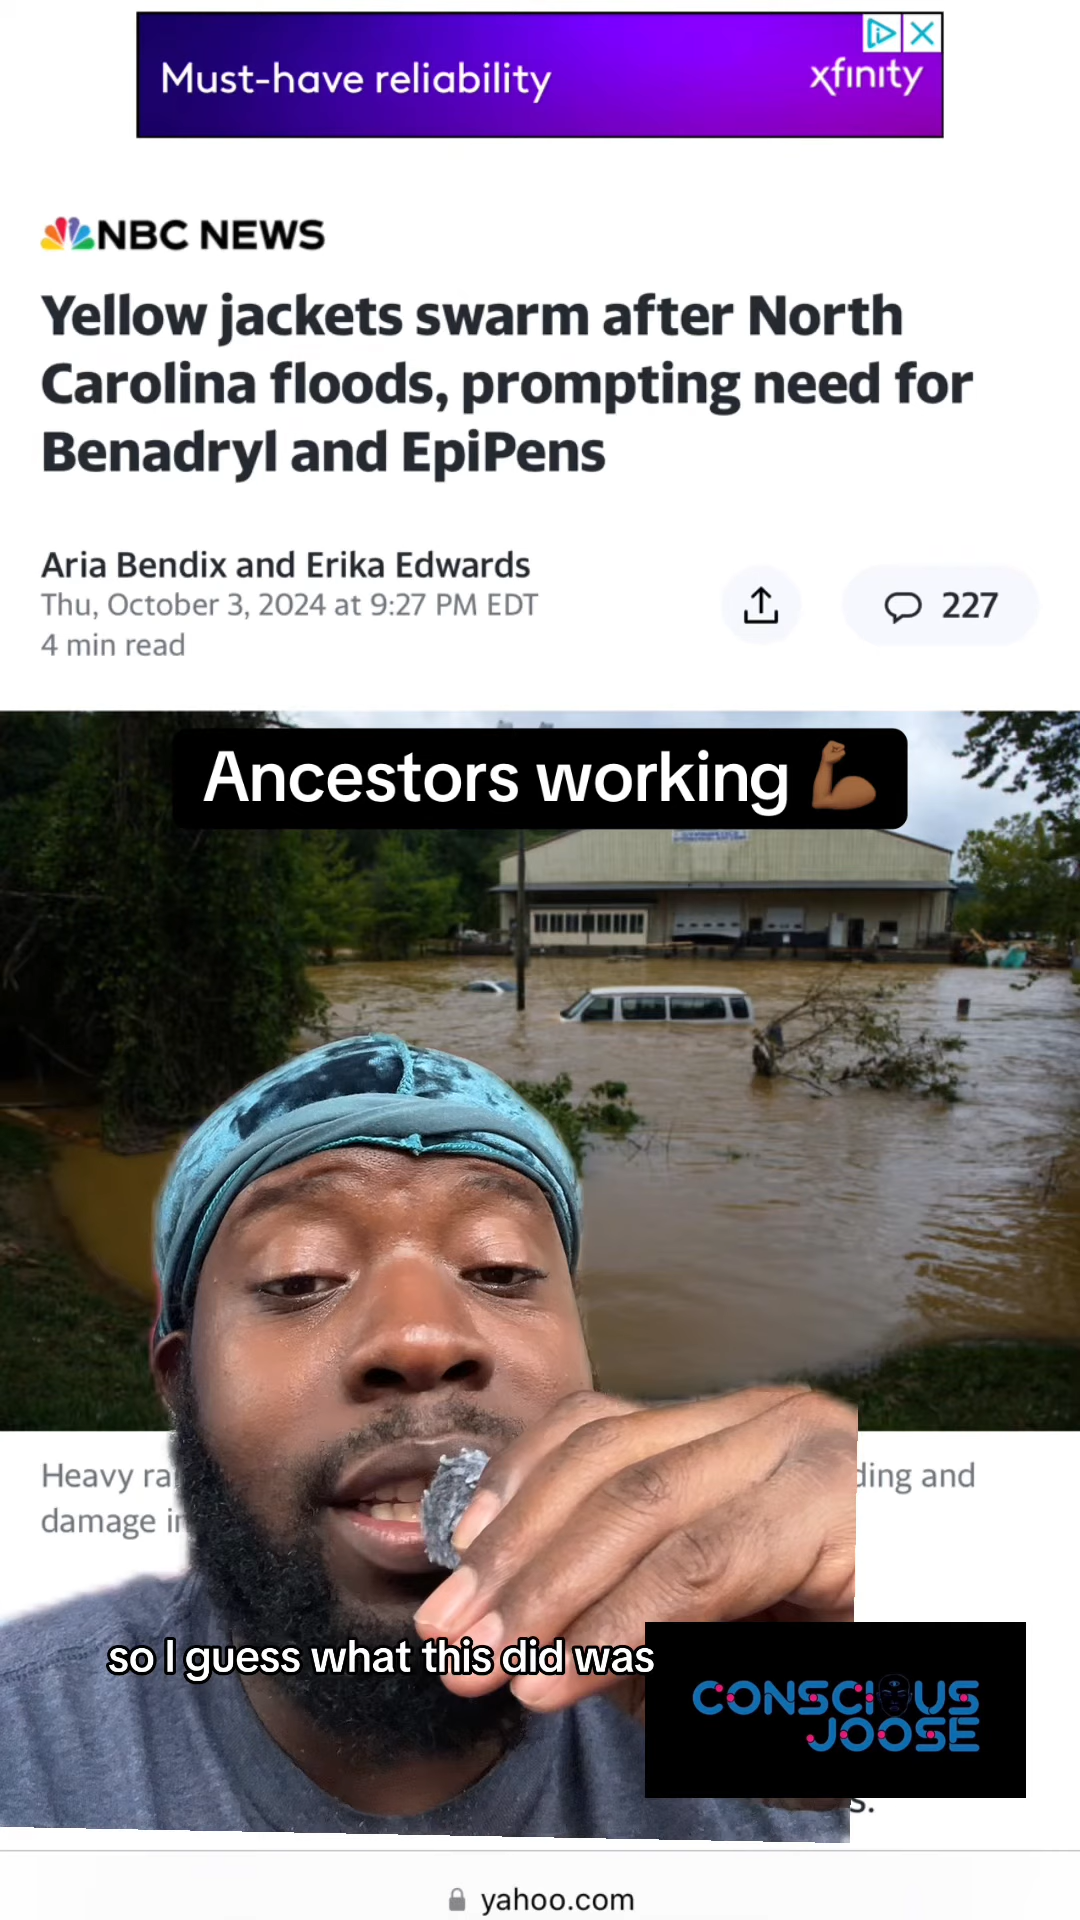 Must-have reliability
xfinity
NBC NEWS
Yellow jackets swarm after North
Carolina floods, prompting need for
Benadryl and EpiPens
Aria Bendix and Erika Edwards
Thu, October 3, 2024 at 9:27 PM EDT
4 min read
227
Ancestors working
Heavy
damage
and
so I guess what this did was
CONSCIOUS
JOOSE
yahoo.com